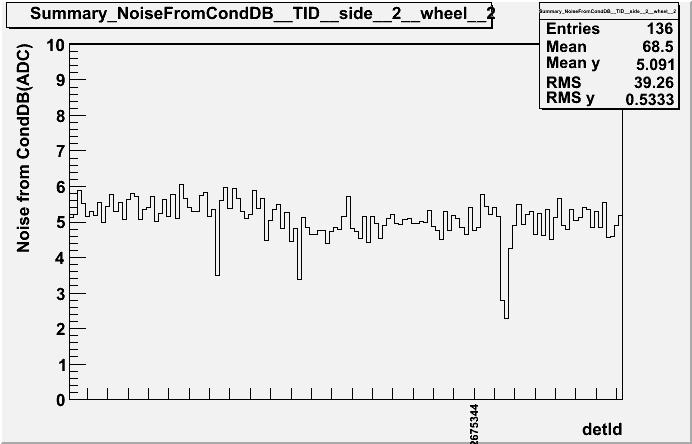 Summary_NoiseFromCondDB__TID__side__2__wheel__2
Summary_NoiseFromCondDB__TID__side__2__wheel__2
Entries 136
Mean 68.5
Mean y 5.091
RMS 39.26
RMS y 0.5333
Noise from CondDB(ADC)
10
9
8
7
6
5
4
3
2
1
0
2675344
detId